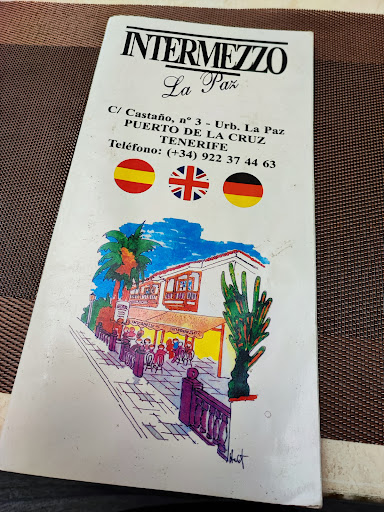 INTERMEZZO
La Paz
C/ Castaño, nº 3 - Urb. La Paz
PUERTO DE LA CRUZ
TENERIFE
Teléfono: (+34) 922 37 44 63